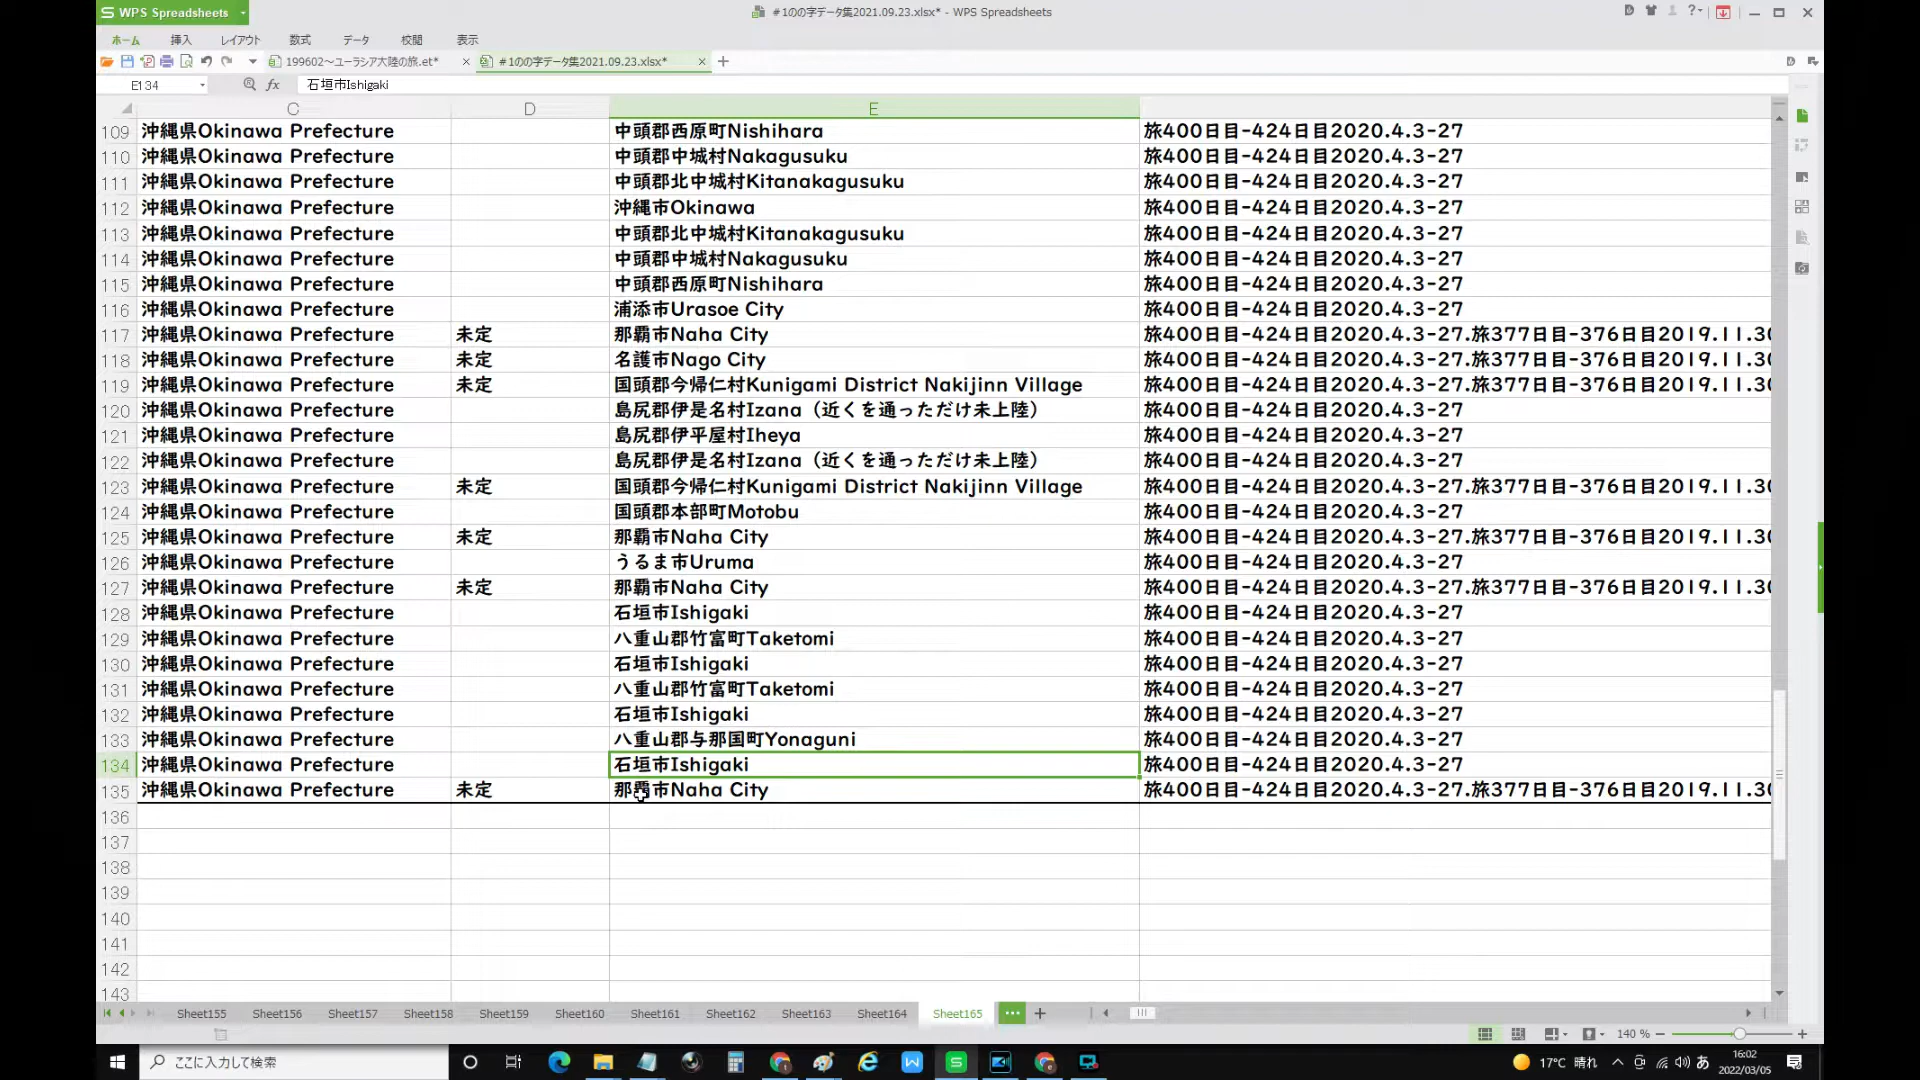 WPS Spreadsheets
#1のの字データ集2021.09.23.xlsx* - WPS Spreadsheets
ホーム 挿入 レイアウト 数式 データ 校閲 表示
199602～ユーラシア大陸の旅.et* × #1のの字データ集2021.09.23.xlsx* × +
E134 fx 石垣市Ishigaki
C D E
109 沖縄県Okinawa Prefecture 中頭郡西原町Nishihara 旅400日目-424日目2020.4.3-27
110 沖縄県Okinawa Prefecture 中頭郡中城村Nakagusuku 旅400日目-424日目2020.4.3-27
111 沖縄県Okinawa Prefecture 中頭郡北中城村Kitanakagusuku 旅400日目-424日目2020.4.3-27
112 沖縄県Okinawa Prefecture 沖縄市Okinawa 旅400日目-424日目2020.4.3-27
113 沖縄県Okinawa Prefecture 中頭郡北中城村Kitanakagusuku 旅400日目-424日目2020.4.3-27
114 沖縄県Okinawa Prefecture 中頭郡中城村Nakagusuku 旅400日目-424日目2020.4.3-27
115 沖縄県Okinawa Prefecture 中頭郡西原町Nishihara 旅400日目-424日目2020.4.3-27
116 沖縄県Okinawa Prefecture 浦添市Urasoe City 旅400日目-424日目2020.4.3-27
117 沖縄県Okinawa Prefecture 未定 那覇市Naha City 旅400日目-424日目2020.4.3-27.旅377日目-376日目2019.11.30
118 沖縄県Okinawa Prefecture 未定 名護市Nago City 旅400日目-424日目2020.4.3-27.旅377日目-376日目2019.11.30
119 沖縄県Okinawa Prefecture 未定 国頭郡今帰仁村Kunigami District Nakijinn Village 旅400日目-424日目2020.4.3-27.旅377日目-376日目2019.11.30
120 沖縄県Okinawa Prefecture 島尻郡伊是名村Izana（近くを通っただけ未上陸） 旅400日目-424日目2020.4.3-27
121 沖縄県Okinawa Prefecture 島尻郡伊平屋村Iheya 旅400日目-424日目2020.4.3-27
122 沖縄県Okinawa Prefecture 島尻郡伊是名村Izana（近くを通っただけ未上陸） 旅400日目-424日目2020.4.3-27
123 沖縄県Okinawa Prefecture 未定 国頭郡今帰仁村Kunigami District Nakijinn Village 旅400日目-424日目2020.4.3-27.旅377日目-376日目2019.11.30
124 沖縄県Okinawa Prefecture 国頭郡本部町Motobu 旅400日目-424日目2020.4.3-27
125 沖縄県Okinawa Prefecture 未定 那覇市Naha City 旅400日目-424日目2020.4.3-27.旅377日目-376日目2019.11.30
126 沖縄県Okinawa Prefecture うるま市Uruma 旅400日目-424日目2020.4.3-27
127 沖縄県Okinawa Prefecture 未定 那覇市Naha City 旅400日目-424日目2020.4.3-27.旅377日目-376日目2019.11.30
128 沖縄県Okinawa Prefecture 石垣市Ishigaki 旅400日目-424日目2020.4.3-27
129 沖縄県Okinawa Prefecture 八重山郡竹富町Taketomi 旅400日目-424日目2020.4.3-27
130 沖縄県Okinawa Prefecture 石垣市Ishigaki 旅400日目-424日目2020.4.3-27
131 沖縄県Okinawa Prefecture 八重山郡竹富町Taketomi 旅400日目-424日目2020.4.3-27
132 沖縄県Okinawa Prefecture 石垣市Ishigaki 旅400日目-424日目2020.4.3-27
133 沖縄県Okinawa Prefecture 八重山郡与那国町Yonaguni 旅400日目-424日目2020.4.3-27
134 沖縄県Okinawa Prefecture 石垣市Ishigaki 旅400日目-424日目2020.4.3-27
135 沖縄県Okinawa Prefecture 未定 那覇市Naha City 旅400日目-424日目2020.4.3-27.旅377日目-376日目2019.11.30
136
137
138
139
140
141
142
143
Sheet155 Sheet156 Sheet157 Sheet158 Sheet159 Sheet160 Sheet161 Sheet162 Sheet163 Sheet164 Sheet165 ... +
140 %
ここに入力して検索
17°C 晴れ あ 16:02
2022/03/05